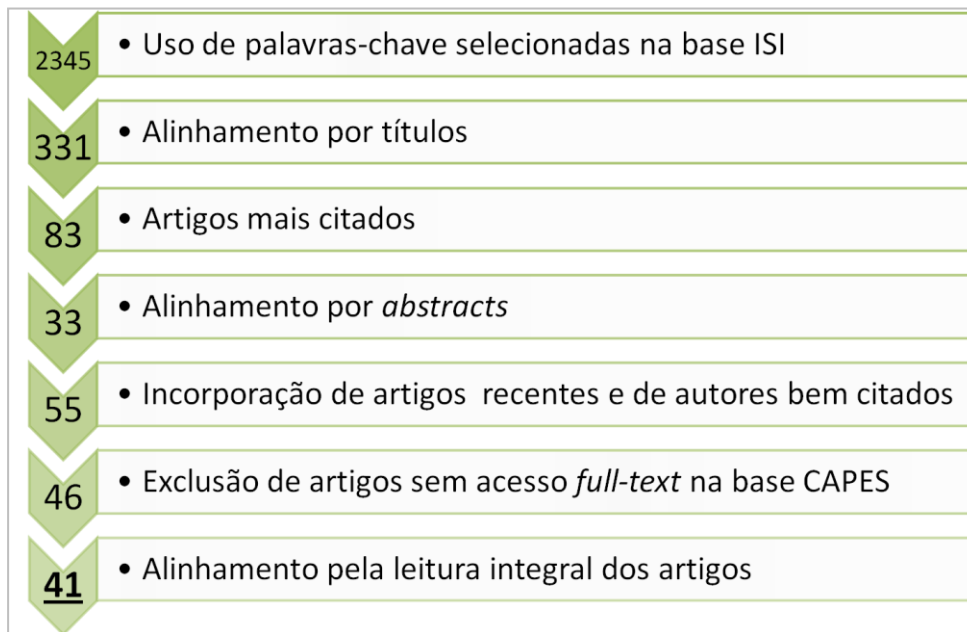 2345 • Uso de palavras-chave selecionadas na base ISI
331 • Alinhamento por títulos
83 • Artigos mais citados
33 • Alinhamento por abstracts
55 • Incorporação de artigos recentes e de autores bem citados
46 • Exclusão de artigos sem acesso full-text na base CAPES
41 • Alinhamento pela leitura integral dos artigos